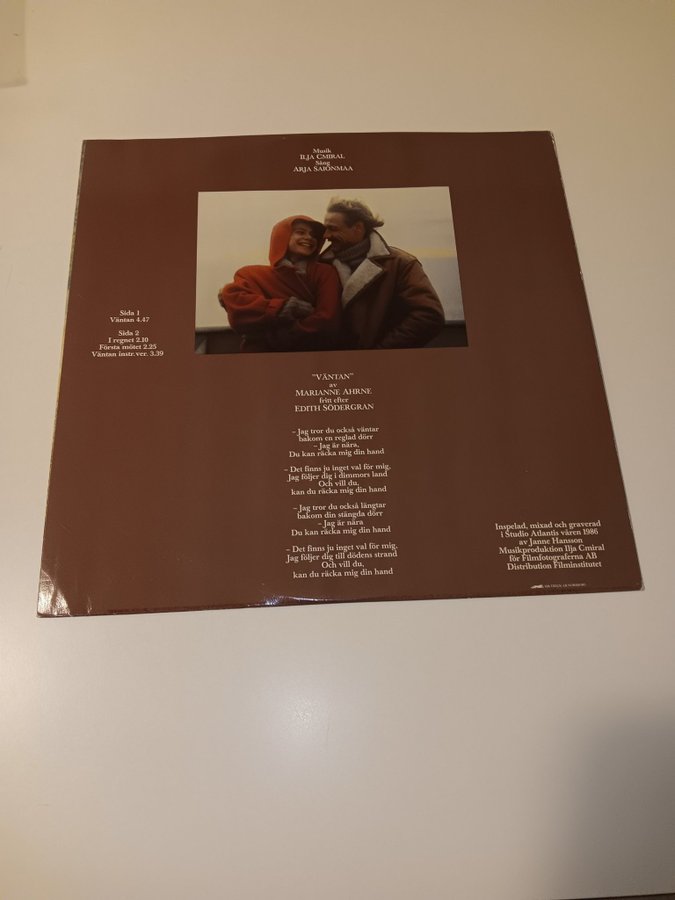 Musik
ILJA CMIRAL
Sång
ARJA SAIONMAA
Sida 1
Väntan 4.47
Sida 2
I regnet 2.10
Första mötet 2.25
Väntan instr.ver. 3.39
"VÄNTAN"
av
MARIANNE AHRNE
fritt efter
EDITH SÖDERGRAN
– Jag tror du också väntar
bakom en reglad dörr
– Jag är nära,
Du kan räcka mig din hand
– Det finns ju inget val för mig.
Jag följer dig i dimmors land
Och vill du,
kan du räcka mig din hand
– Jag tror du också längtar
bakom din stängda dörr
– Jag är nära
Du kan räcka mig din hand
– Det finns ju inget val för mig.
Jag följer dig till dödens strand
Och vill du,
kan du räcka mig din hand
Inspelad, mixad och graverad
i Studio Atlantis våren 1986
av Janne Hansson
Musikproduktion Ilja Cmiral
för Filmfotograferna AB
Distribution Filminstitutet